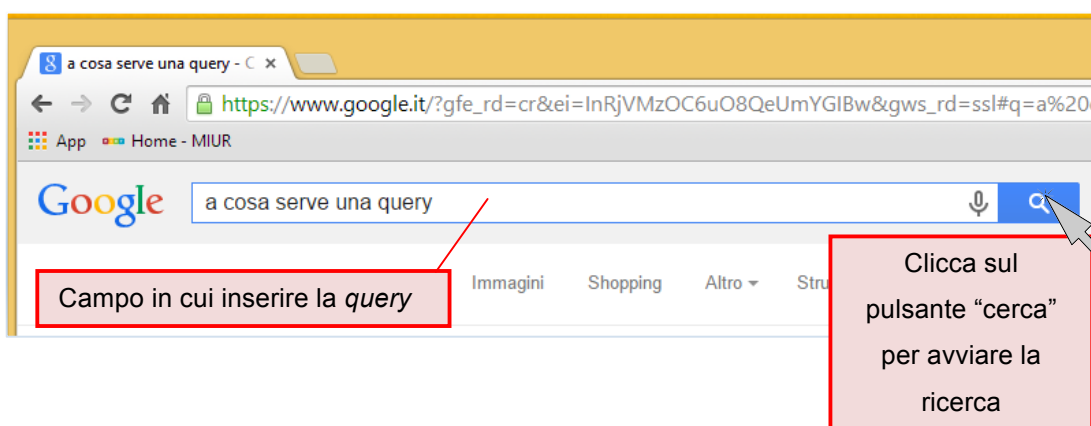 a cosa serve una query - C
https://www.google.it/?gfe_rd=cr&ei=InRjVMzOC6uO8QeUmYGIBw&gws_rd=ssl#q=a%20
App Home - MIUR
Google a cosa serve una query
Campo in cui inserire la query
Immagini Shopping Altro Stru
Clicca sul
pulsante “cerca”
per avviare la
ricerca